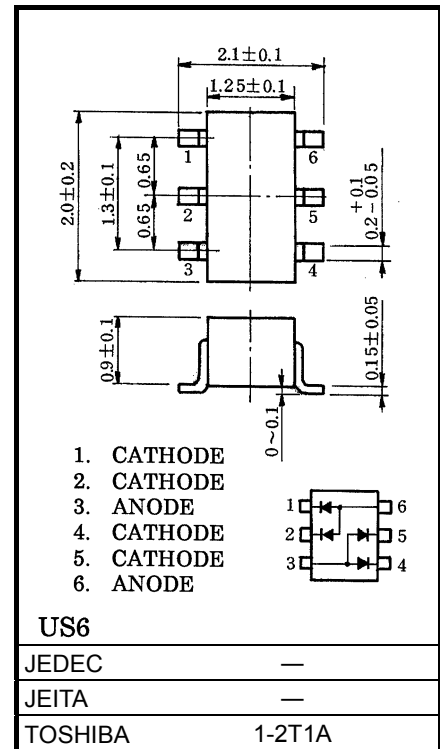 2.1±0.1
1.25±0.1
2.0±0.2
1.3±0.1
0.65
0.65
1
2
3
6
5
4
+0.1
0.2-0.05
0.9±0.1
0.15±0.05
0~0.1
1. CATHODE
2. CATHODE
3. ANODE
4. CATHODE
5. CATHODE
6. ANODE
1
2
3
6
5
4
US6
JEDEC —
JEITA —
TOSHIBA 1-2T1A